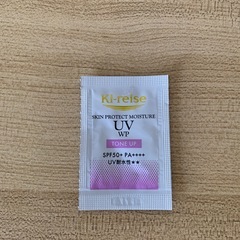 Ki-reise
SKIN PROTECT MOISTURE
UV
WP
TONE UP
SPF50+ PA++++
UV耐水性★★